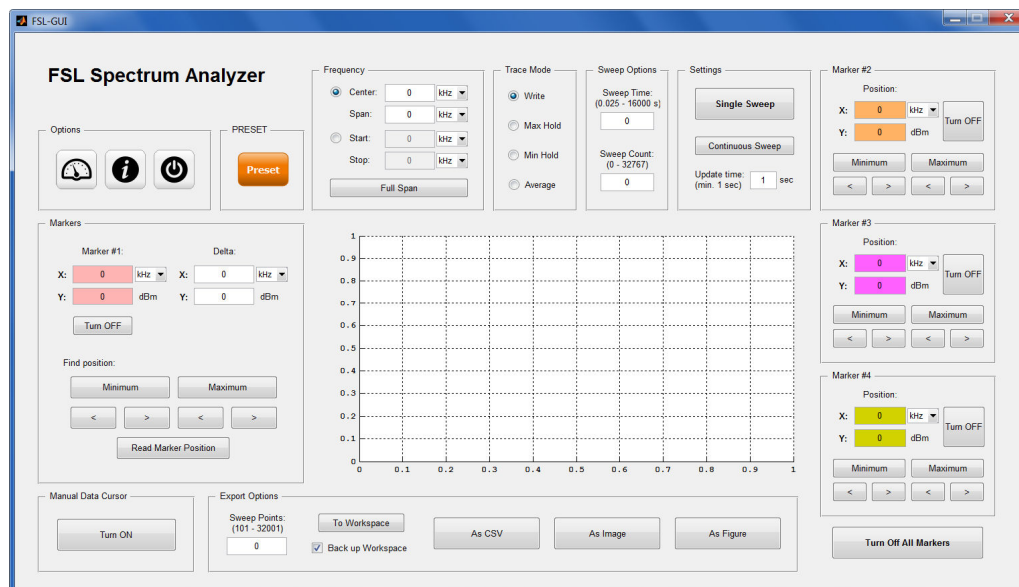 FSL-GUI
FSL Spectrum Analyzer
Options
PRESET
Preset
Frequency
Center: 0 kHz
Span: 0 kHz
Start: 0 kHz
Stop: 0 kHz
Full Span
Trace Mode
Write
Max Hold
Min Hold
Average
Sweep Options
Sweep Time:
(0.025 - 16000 s)
0
Sweep Count:
(0 - 32767)
0
Settings
Single Sweep
Continuous Sweep
Update time:
(min. 1 sec) 1 sec
Marker #2
Position:
X: 0 kHz
Y: 0 dBm
Turn OFF
Minimum Maximum
< > < >
Markers
Marker #1: Delta:
X: 0 kHz X: 0 kHz
Y: 0 dBm Y: 0 dBm
Turn OFF
Find position:
Minimum Maximum
< > < >
Read Marker Position
1
0.9
0.8
0.7
0.6
0.5
0.4
0.3
0.2
0.1
0
0 0.1 0.2 0.3 0.4 0.5 0.6 0.7 0.8 0.9 1
Marker #3
Position:
X: 0 kHz
Y: 0 dBm
Turn OFF
Minimum Maximum
< > < >
Marker #4
Position:
X: 0 kHz
Y: 0 dBm
Turn OFF
Minimum Maximum
< > < >
Manual Data Cursor
Turn ON
Export Options
Sweep Points:
(101 - 32001)
0
To Workspace
Back up Workspace
As CSV
As Image
As Figure
Turn Off All Markers